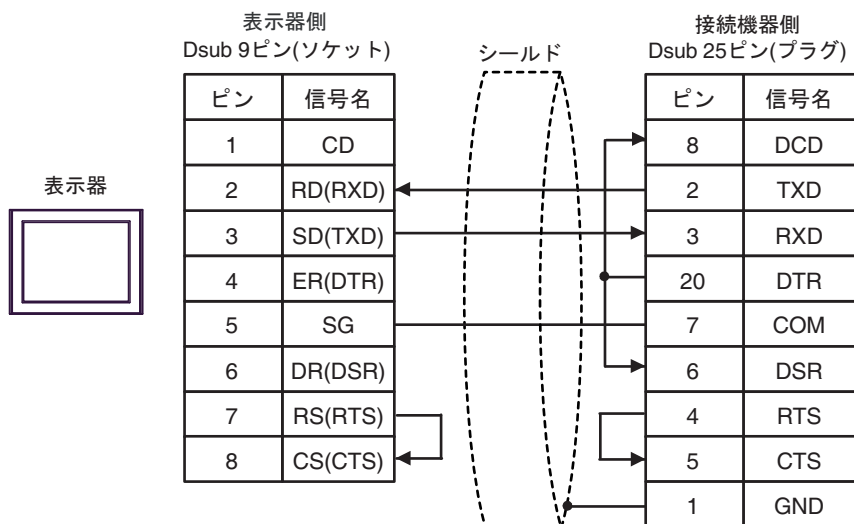 表示器側
Dsub 9ピン(ソケット)
シールド
接続機器側
Dsub 25ピン(プラグ)
表示器
ピン 信号名
1 CD
2 RD(RXD)
3 SD(TXD)
4 ER(DTR)
5 SG
6 DR(DSR)
7 RS(RTS)
8 CS(CTS)
ピン 信号名
8 DCD
2 TXD
3 RXD
20 DTR
7 COM
6 DSR
4 RTS
5 CTS
1 GND